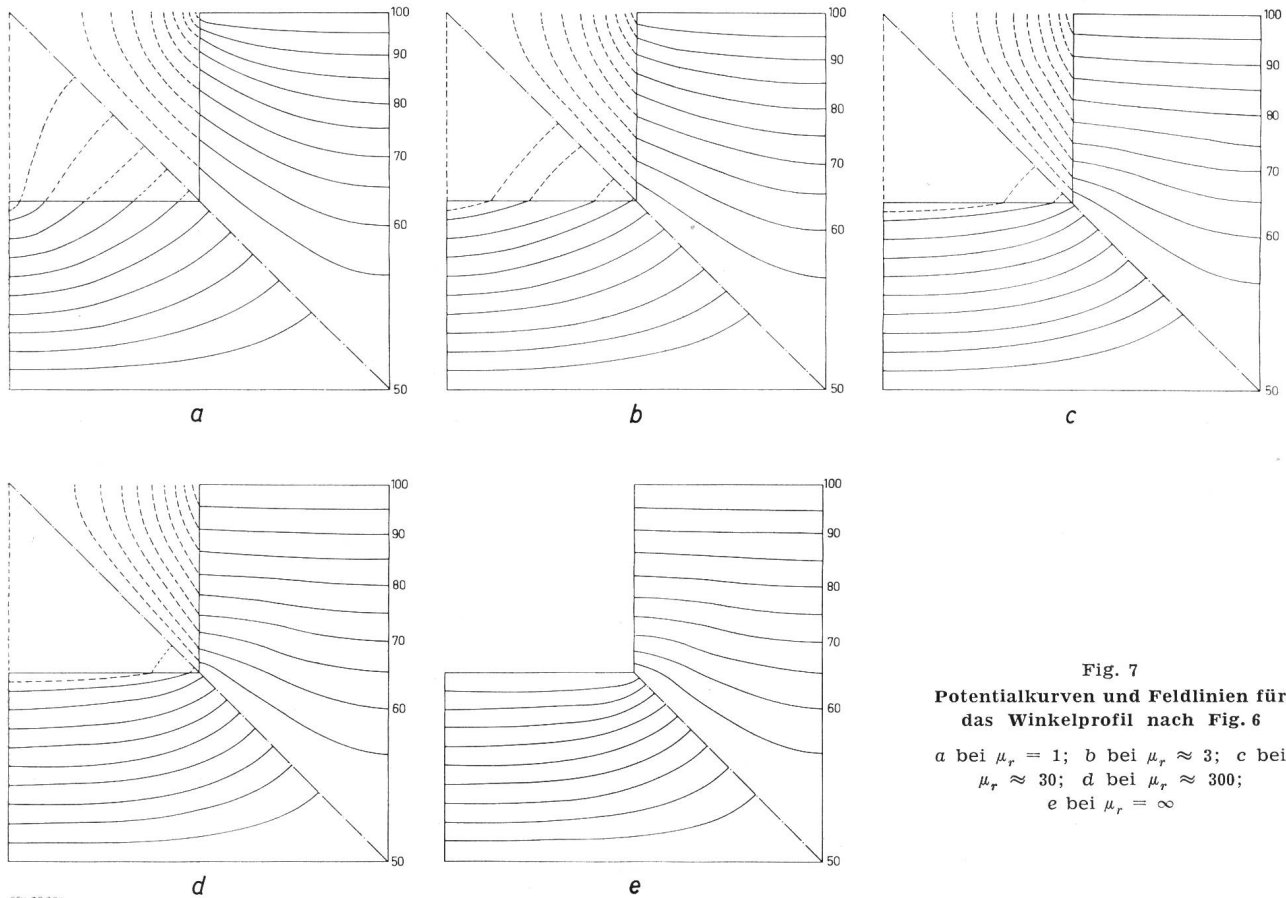 100
90
80
70
60
50
a
100
90
80
70
60
50
b
100
90
80
70
60
50
c
100
90
80
70
60
50
d
100
90
80
70
60
50
e
Fig. 7
Potentialkurven und Feldlinien für
das Winkelprofil nach Fig. 6
a bei μr = 1; b bei μr ≈ 3; c bei
μr ≈ 30; d bei μr ≈ 300;
e bei μr = ∞